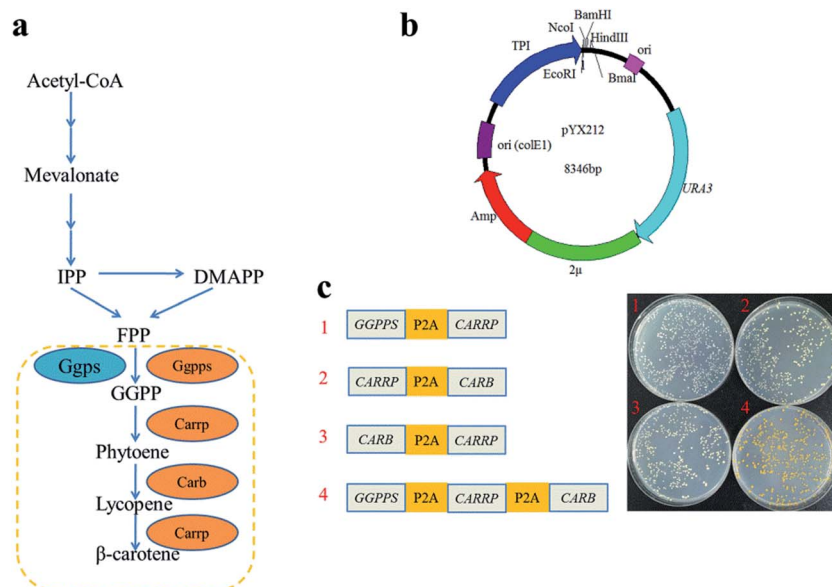 a
Acetyl-CoA
Mevalonate
IPP
DMAPP
FPP
Ggps
Ggpps
GGPP
Carrp
Phytoene
Carb
Lycopene
Carrp
β-carotene
b
BamHI
NcoI
HindIII
TPI
ori
EcoRI
1
BmaI
pYX212
ori (colE1)
8346bp
URA3
Amp
2μ
c
1 GGPPS P2A CARRP
2 CARRP P2A CARB
3 CARB P2A CARRP
4 GGPPS P2A CARRP P2A CARB
1 2
3 4